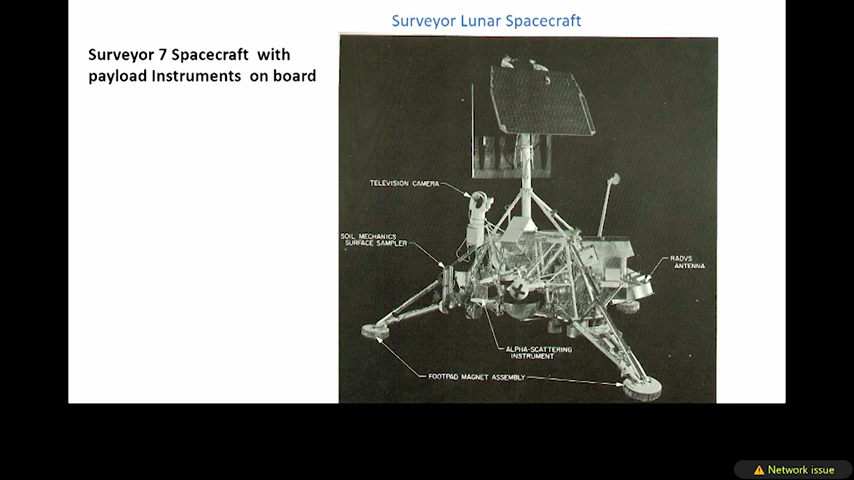 Surveyor Lunar Spacecraft
Surveyor 7 Spacecraft with
payload Instruments on board
TELEVISION CAMERA
SOIL MECHANICS
SURFACE SAMPLER
RADVS
ANTENNA
ALPHA-SCATTERING
INSTRUMENT
FOOTPAD MAGNET ASSEMBLY
Network issue